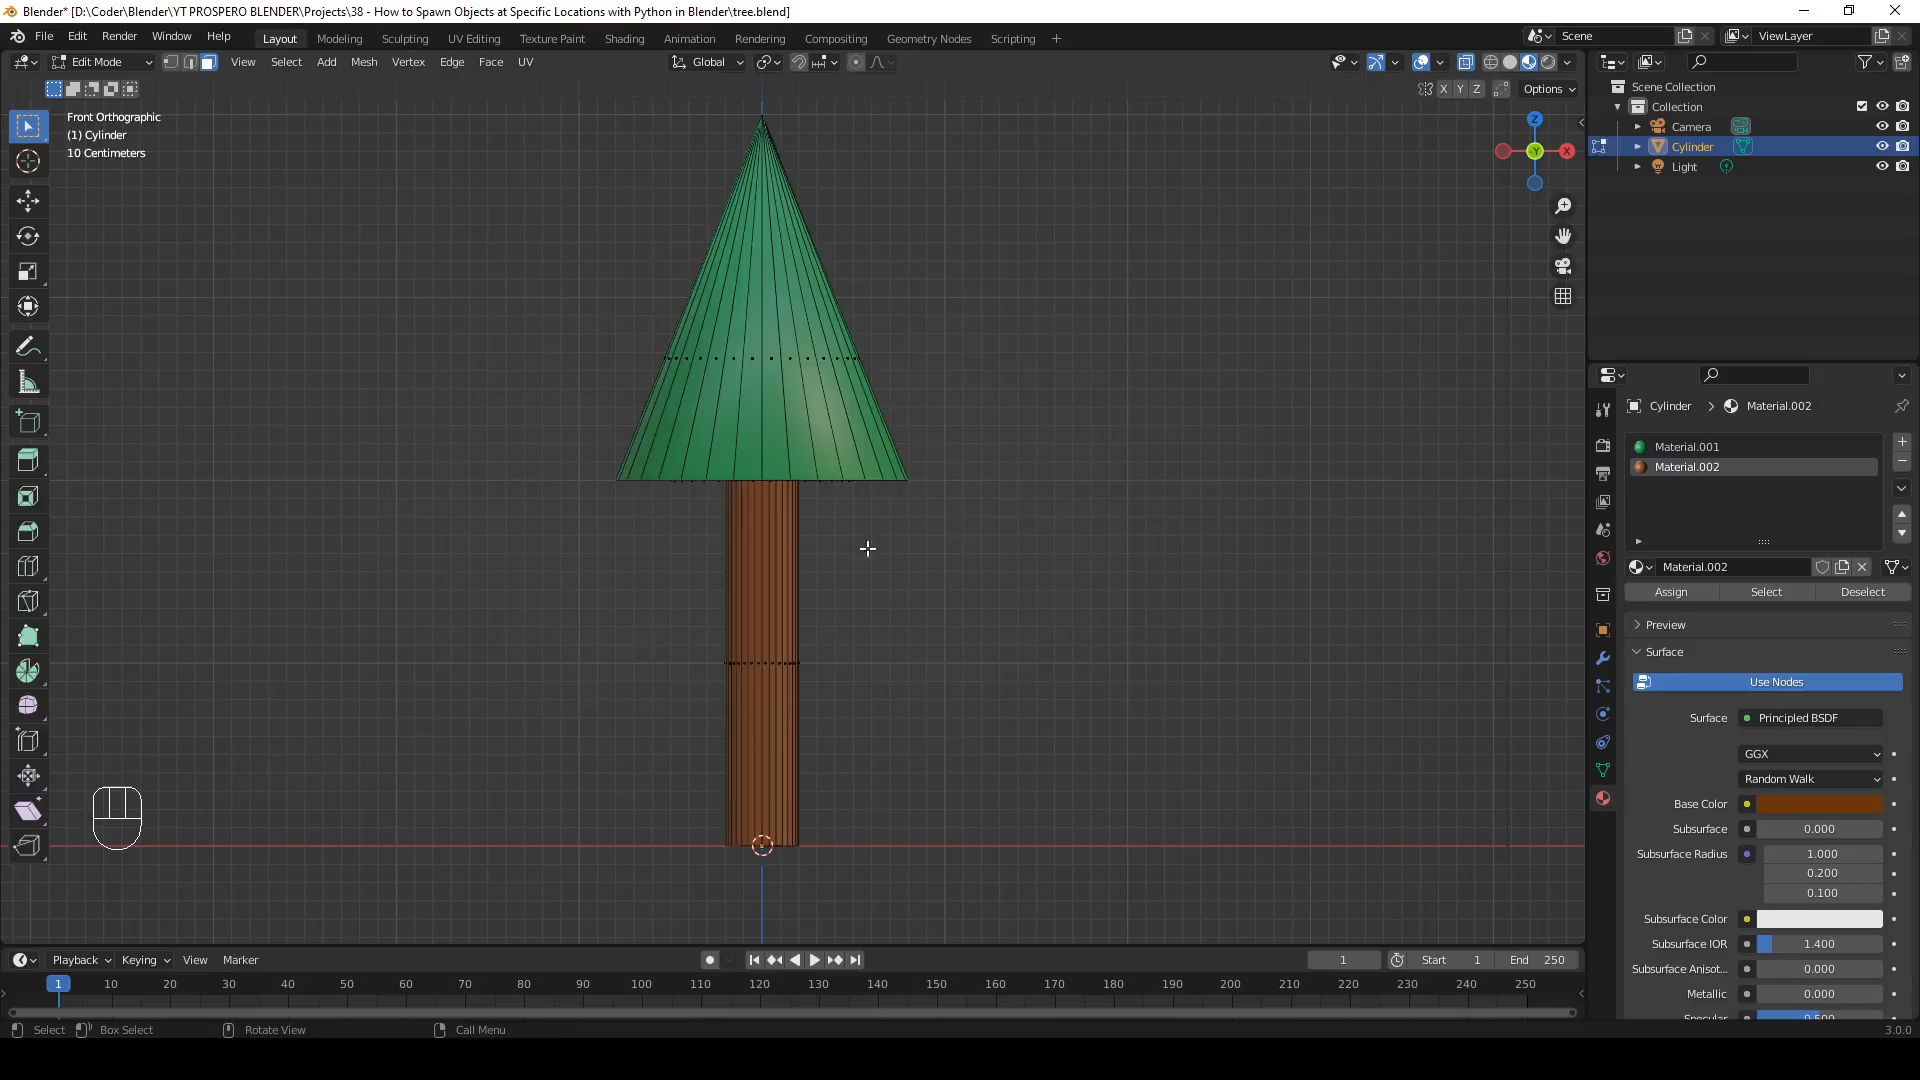 Blender* [D:\Coder\Blender\YT PROSPERO BLENDER\Projects\38 - How to Spawn Objects at Specific Locations with Python in Blender\tree.blend]
File Edit Render Window Help Layout Modeling Sculpting UV Editing Texture Paint Shading Animation Rendering Compositing Geometry Nodes Scripting + Scene ViewLayer
Edit Mode View Select Add Mesh Vertex Edge Face UV Global
X Y Z Options
Front Orthographic
(1) Cylinder
10 Centimeters
Z
-Y
X
Scene Collection
Collection
Camera
Cylinder
Light
Cylinder > Material.002
Material.001
Material.002
Material.002
Assign Select Deselect
Preview
Surface
Use Nodes
Surface Principled BSDF
GGX
Random Walk
Base Color
Subsurface 0.000
Subsurface Radius 1.000
0.200
0.100
Subsurface Color
Subsurface IOR 1.400
Subsurface Anisot... 0.000
Metallic 0.000
Specular 0.500
Playback Keying View Marker 1 Start 1 End 250
1 10 20 30 40 50 60 70 80 90 100 110 120 130 140 150 160 170 180 190 200 210 220 230 240 250
Select Box Select Rotate View Call Menu 3.0.0